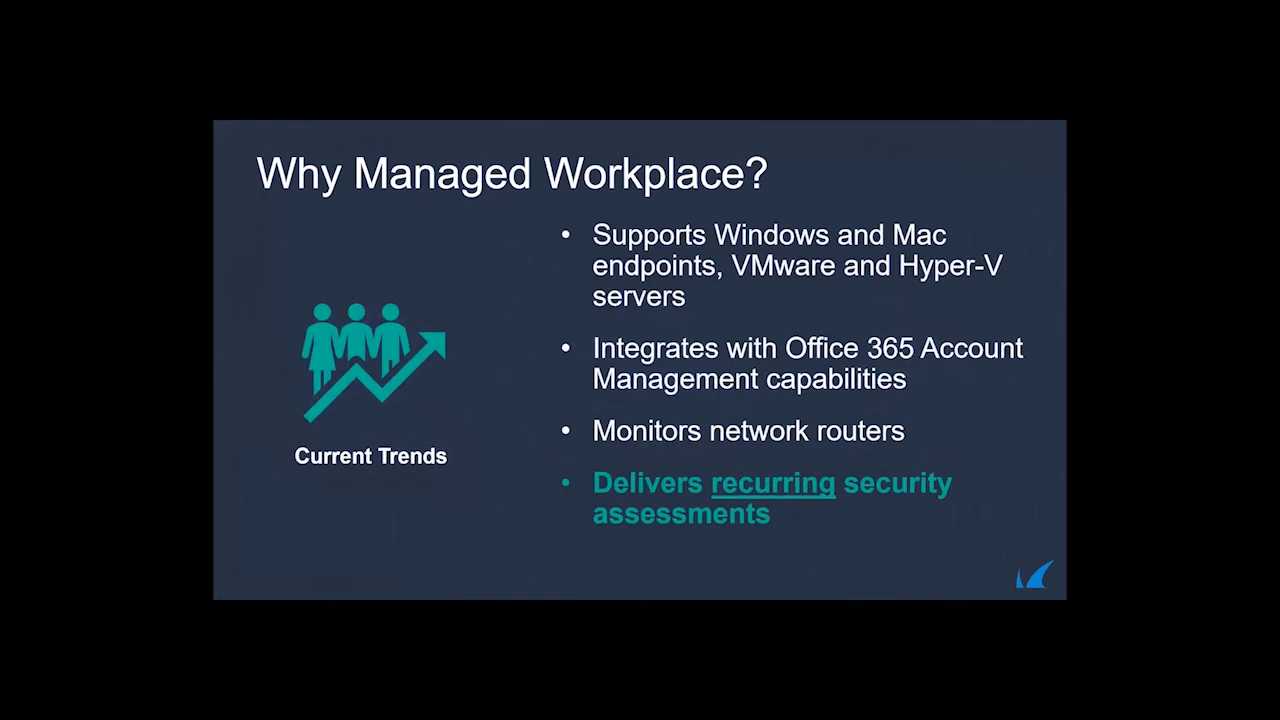 Why Managed Workplace?
• Supports Windows and Mac
endpoints, VMware and Hyper-V
servers
• Integrates with Office 365 Account
Management capabilities
• Monitors network routers
• Delivers recurring security
assessments
Current Trends